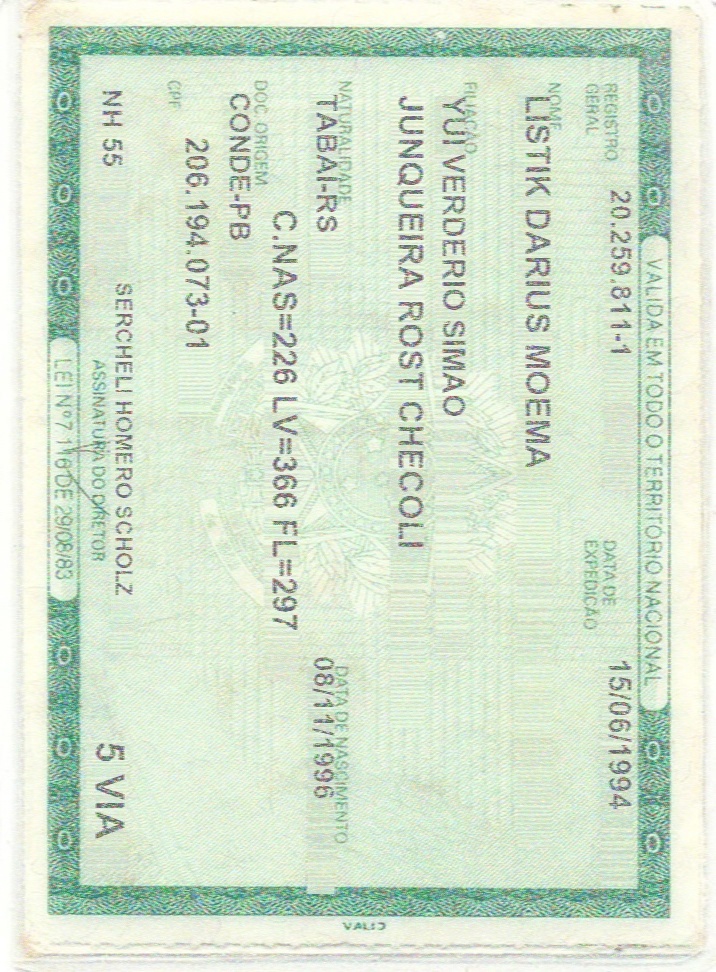 VALIDA EM TODO O TERRITÓRIO NACIONAL
REGISTRO GERAL 20.259.811-1 DATA DE EXPEDIÇÃO 15/06/1994
NOME
LISTIK DARIUS MOEMA
FILIAÇÃO
YUI VERDERIO SIMAO
JUNQUEIRA ROST CHECOLI
NATURALIDADE DATA DE NASCIMENTO
TABAI-RS 08/11/1996
C.NAS=226 LV=366 FL=297
DOC ORIGEM
CONDE-PB
206.194.073-01
CPF
SERCHELI HOMERO SCHOLZ
NH 55 5 VIA
ASSINATURA DO DIRETOR
LEI Nº 7.116 DE 29/08/83
VALID